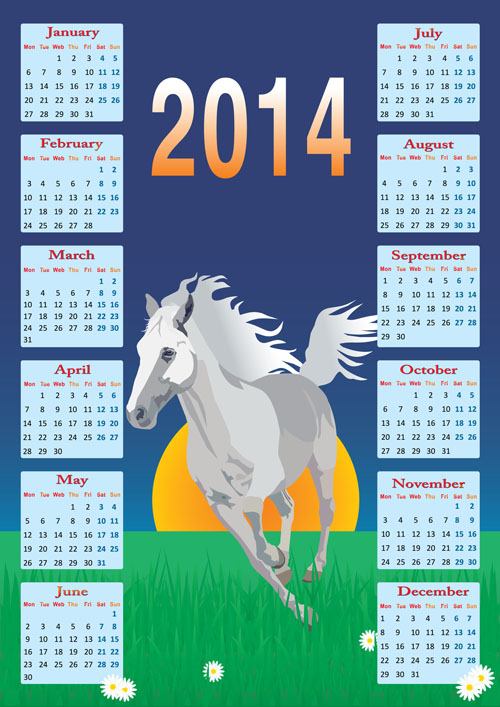 2014
January
Mon Tue Web Thu Fri Sat Sun
1 2 3 4 5
6 7 8 9 10 11 12
13 14 15 16 17 18 19
20 21 22 23 24 25 26
27 28 29 30 31
February
Mon Tue Web Thu Fri Sat Sun
1 2
3 4 5 6 7 8 9
10 11 12 13 14 15 16
17 18 19 20 21 22 23
24 25 26 27 28
March
Mon Tue Web Thu Fri Sat Sun
1 2
3 4 5 6 7 8 9
10 11 12 13 14 15 16
17 18 19 20 21 22 23
24 25 26 27 28 29 30
31
April
Mon Tue Web Thu Fri Sat Sun
1 2 3 4 5 6
7 8 9 10 11 12 13
14 15 16 17 18 19 20
21 22 23 24 25 26 27
28 29 30
May
Mon Tue Web Thu Fri Sat Sun
1 2 3 4
5 6 7 8 9 10 11
12 13 14 15 16 17 18
19 20 21 22 23 24 25
26 27 28 29 30 31
June
Mon Tue Web Thu Fri Sat Sun
1
2 3 4 5 6 7 8
9 10 11 12 13 14 15
16 17 18 19 20 21 22
23 24 25 26 27 28 29
30
July
Mon Tue Web Thu Fri Sat Sun
1 2 3 4 5 6
7 8 9 10 11 12 13
14 15 16 17 18 19 20
21 22 23 24 25 26 27
28 29 30 31
August
Mon Tue Web Thu Fri Sat Sun
1 2 3
4 5 6 7 8 9 10
11 12 13 14 15 16 17
18 19 20 21 22 23 24
25 26 27 28 29 30 31
September
Mon Tue Web Thu Fri Sat Sun
1 2 3 4 5 6 7
8 9 10 11 12 13 14
15 16 17 18 19 20 21
22 23 24 25 26 27 28
29 30
October
Mon Tue Web Thu Fri Sat Sun
1 2 3 4 5
6 7 8 9 10 11 12
13 14 15 16 17 18 19
20 21 22 23 24 25 26
27 28 29 30 31
November
Mon Tue Web Thu Fri Sat Sun
1 2
3 4 5 6 7 8 9
10 11 12 13 14 15 16
17 18 19 20 21 22 23
24 25 26 27 28 29 30
December
Mon Tue Web Thu Fri Sat Sun
1 2 3 4 5 6 7
8 9 10 11 12 13 14
15 16 17 18 19 20 21
22 23 24 25 26 27 28
29 30 31